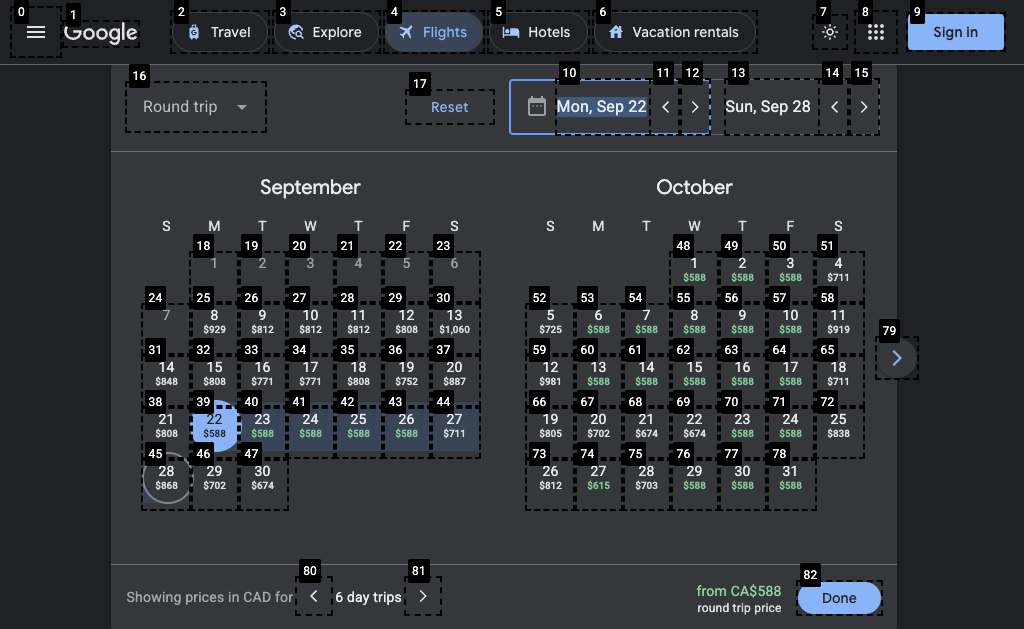 0 1 2 3 4 5 6 7 8 9
Google Travel Explore Flights Hotels Vacation rentals Sign in
16 17 10 11 12 13 14 15
Round trip Reset Mon, Sep 22 Sun, Sep 28
September
S M T W T F S
18 19 20 21 22 23
1 2 3 4 5 6
24 25 26 27 28 29 30
7 8 9 10 11 12 13
$929 $812 $812 $812 $808 $1,060
31 32 33 34 35 36 37
14 15 16 17 18 19 20
$848 $808 $771 $771 $808 $752 $887
38 39 40 41 42 43 44
21 22 23 24 25 26 27
$808 $588 $588 $588 $588 $588 $711
45 46 47
28 29 30
$868 $702 $674
October
S M T W T F S
48 49 50 51
1 2 3 4
$588 $588 $588 $711
52 53 54 55 56 57 58
5 6 7 8 9 10 11
$725 $588 $588 $588 $588 $588 $919
59 60 61 62 63 64 65
12 13 14 15 16 17 18
$981 $588 $588 $588 $588 $588 $711
66 67 68 69 70 71 72
19 20 21 22 23 24 25
$805 $702 $674 $674 $588 $588 $838
73 74 75 76 77 78
26 27 28 29 30 31
$812 $615 $703 $588 $588 $588
79
80 81 82
Showing prices in CAD for 6 day trips
from CA$588
round trip price
Done